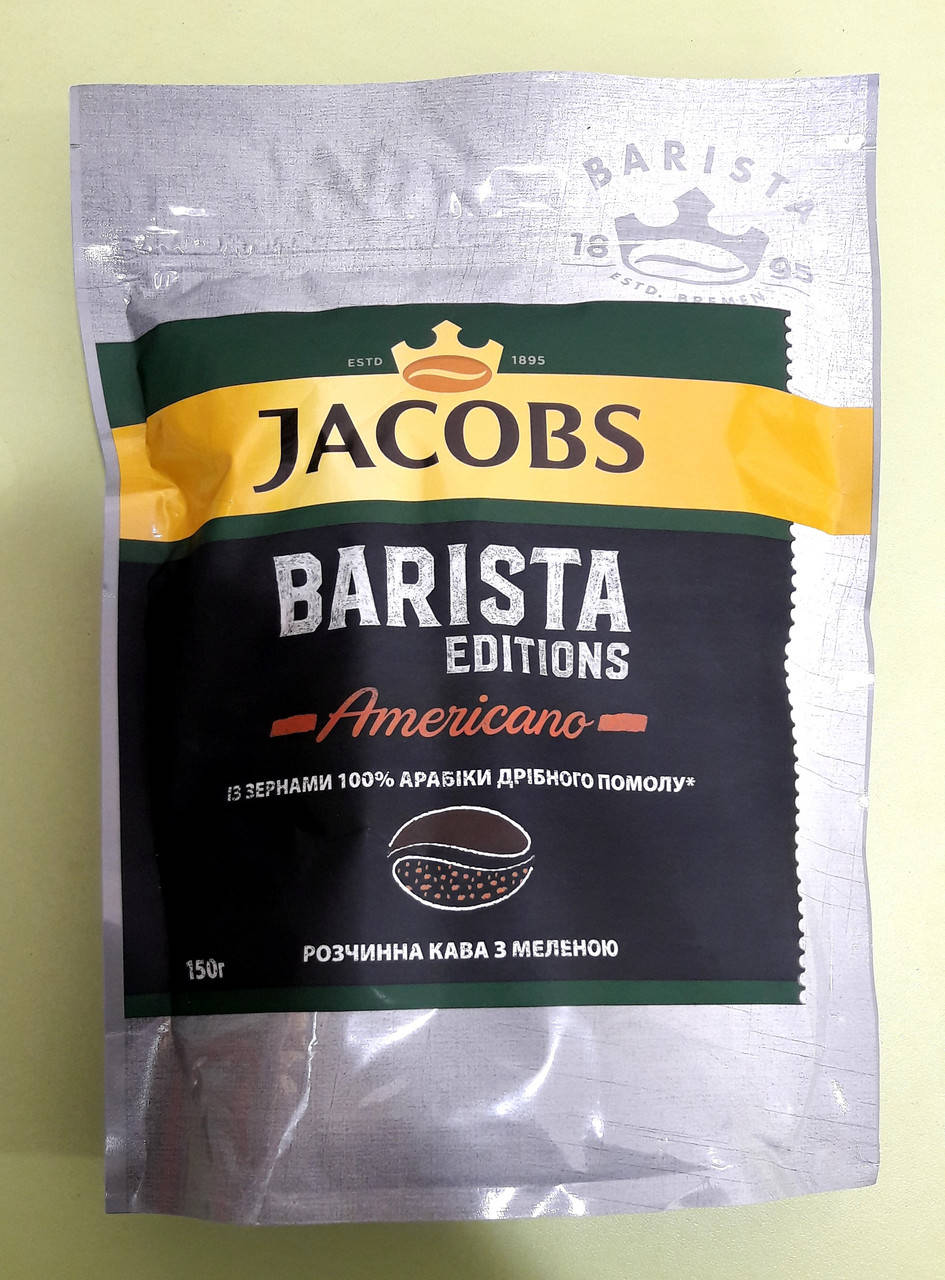 BARISTA
18 95
ESTD. BREMEN
ESTD 1895
JACOBS
BARISTA
EDITIONS
Americano
ІЗ ЗЕРНАМИ 100% АРАБІКИ ДРІБНОГО ПОМОЛУ*
РОЗЧИННА КАВА З МЕЛЕНОЮ
150г